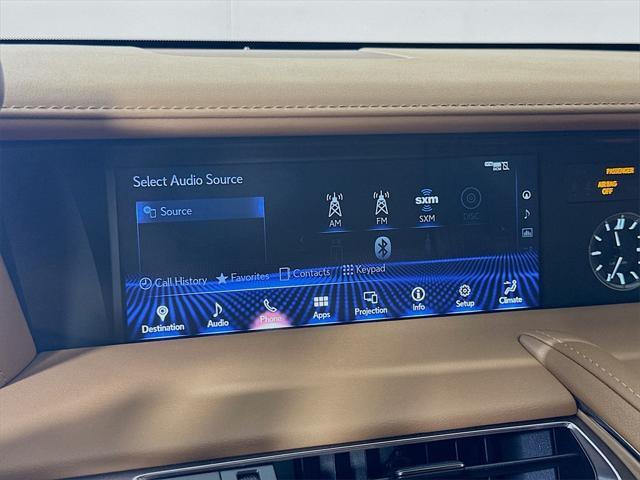 Select Audio Source
Source
AM
FM
sxm
SXM
DISC
Call History
Favorites
Contacts
Keypad
Destination
Audio
Phone
Apps
Projection
Info
Setup
Climate
PASSENGER
AIRBAG
OFF